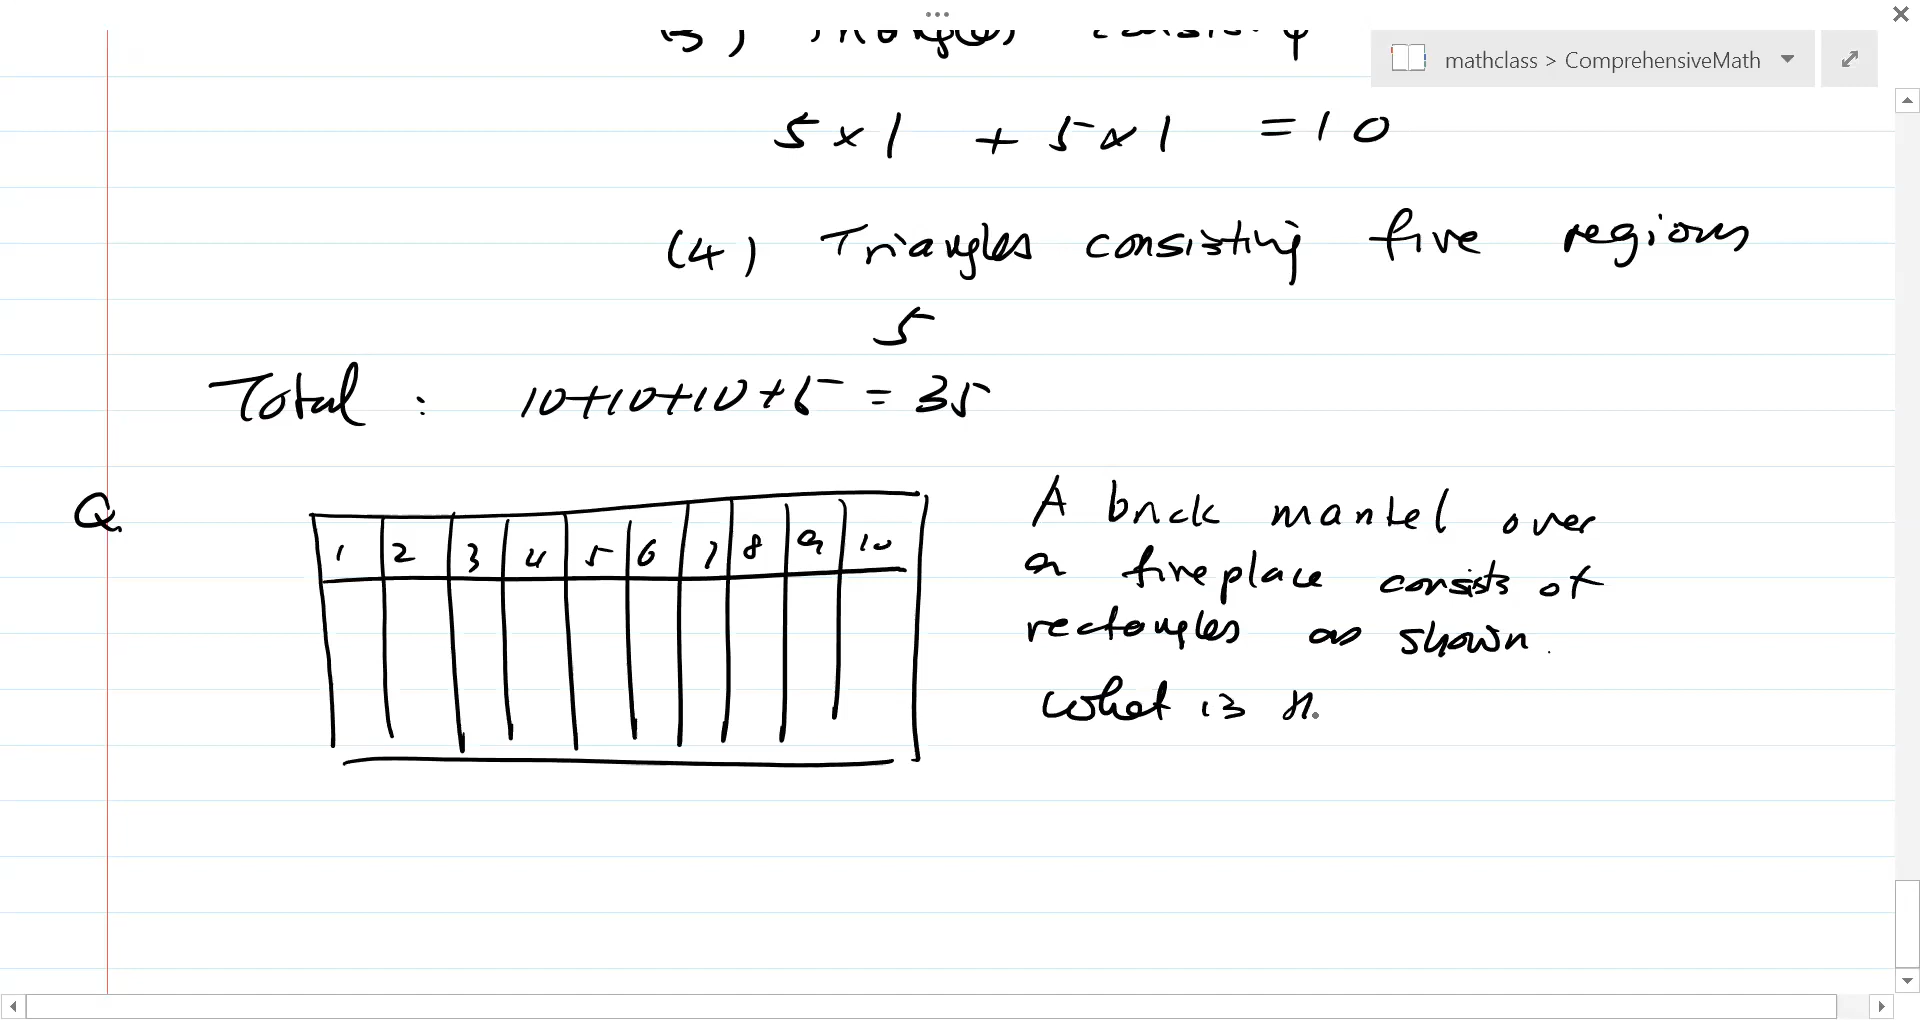 mathclass > ComprehensiveMath
5 x 1 + 5 x 1 = 10
(4) Triangles consisting five regions
5
Total : 10+10+10+5 = 35
Q.
1 2 3 4 5 6 7 8 9 10
A brick mantel over
a fireplace consists of
rectangles as shown.
What is